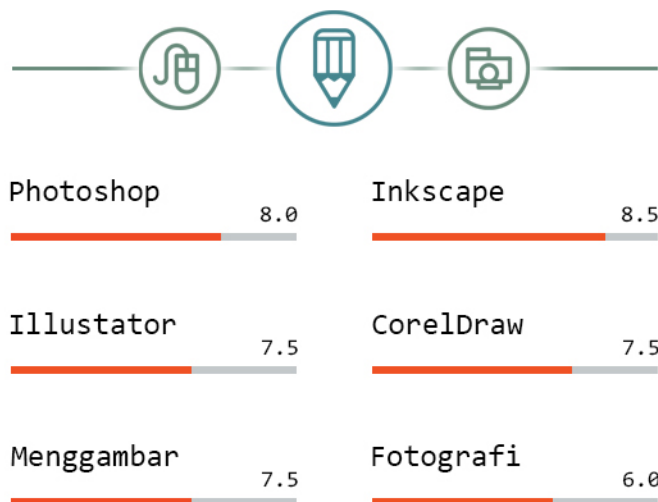 Photoshop
8.0
Inkscape
8.5
Illustator
7.5
CorelDraw
7.5
Menggambar
7.5
Fotografi
6.0